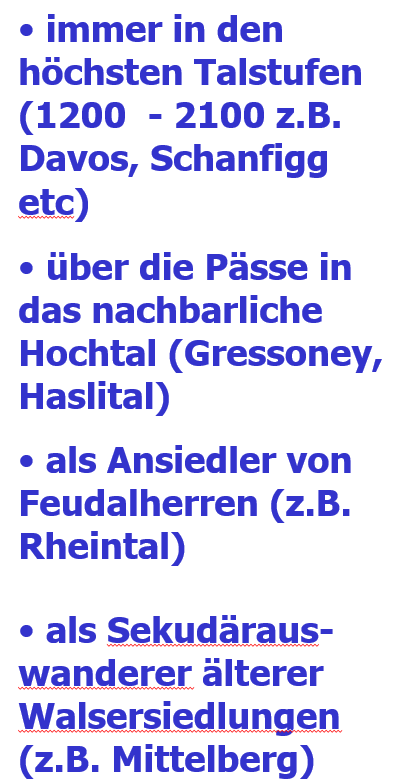 • immer in den
höchsten Talstufen
(1200  - 2100 z.B.
Davos, Schanfigg
etc)
• über die Pässe in
das nachbarliche
Hochtal (Gressoney,
Haslital)
• als Ansiedler von
Feudalherren (z.B.
Rheintal)
• als Sekudäraus-
wanderer älterer
Walsersiedlungen
(z.B. Mittelberg)